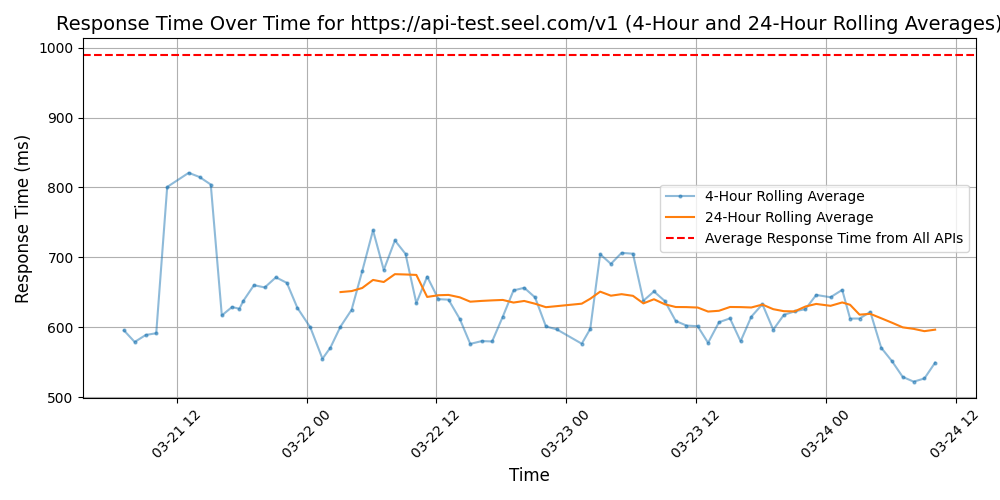 Response Time Over Time for https://api-test.seel.com/v1 (4-Hour and 24-Hour Rolling Averages)
Response Time (ms)
1000
900
800
700
600
500
4-Hour Rolling Average
24-Hour Rolling Average
Average Response Time from All APIs
03-21 12
03-22 00
03-22 12
03-23 00
03-23 12
03-24 00
03-24 12
Time